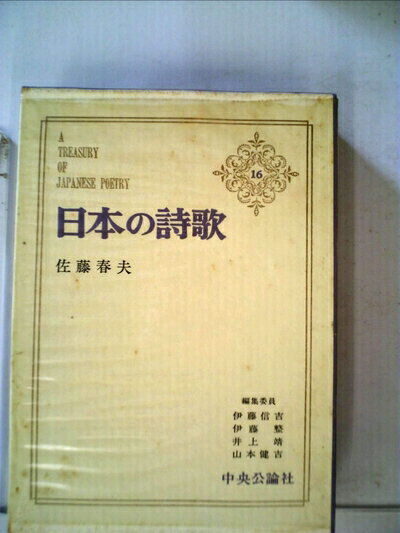 A
TREASURY
OF
JAPANESE POETRY
16
日本の詩歌
佐藤春夫
編集委員
伊藤信吉
伊藤整
井上靖
山本健吉
中央公論社